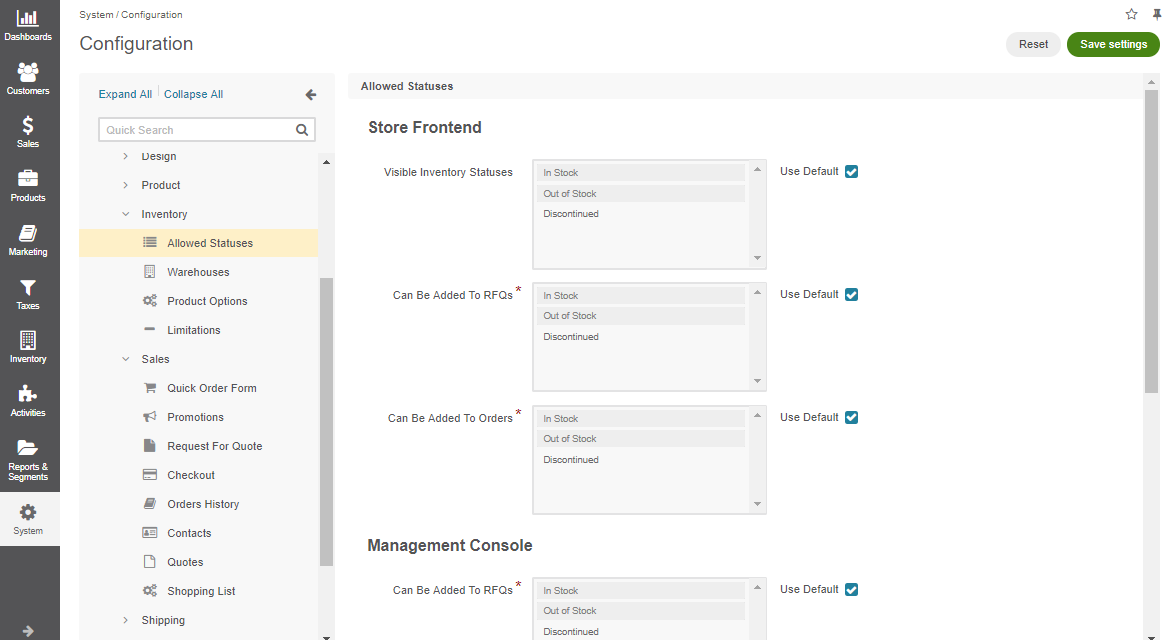 Dashboards
Customers
Sales
Products
Marketing
Taxes
Inventory
Activities
Reports &
Segments
System
System / Configuration
Configuration
Reset
Save settings
Expand All
Collapse All
Quick Search
Design
Product
Inventory
Allowed Statuses
Warehouses
Product Options
Limitations
Sales
Quick Order Form
Promotions
Request For Quote
Checkout
Orders History
Contacts
Quotes
Shopping List
Shipping
Allowed Statuses
Store Frontend
Visible Inventory Statuses
In Stock
Out of Stock
Discontinued
Use Default
Can Be Added To RFQs *
In Stock
Out of Stock
Discontinued
Use Default
Can Be Added To Orders *
In Stock
Out of Stock
Discontinued
Use Default
Management Console
Can Be Added To RFQs *
In Stock
Out of Stock
Discontinued
Use Default